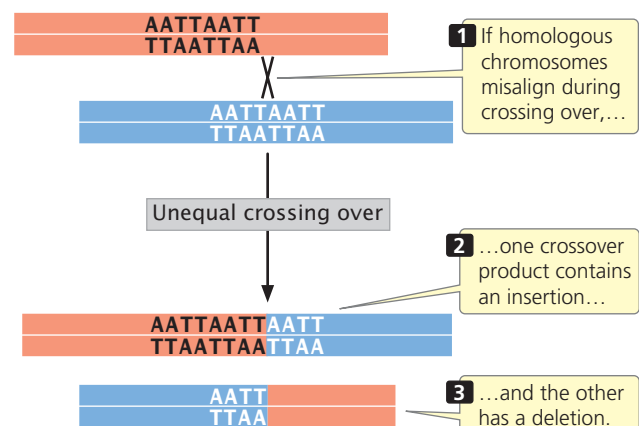 AATTAATT
TTAATTAA
1 If homologous
chromosomes
misalign during
crossing over,…
AATTAATT
TTAATTAA
Unequal crossing over
2 …one crossover
product contains
an insertion…
AATTAATTAATT
TTAATTAATTAA
3 …and the other
has a deletion.
AATT
TTAA